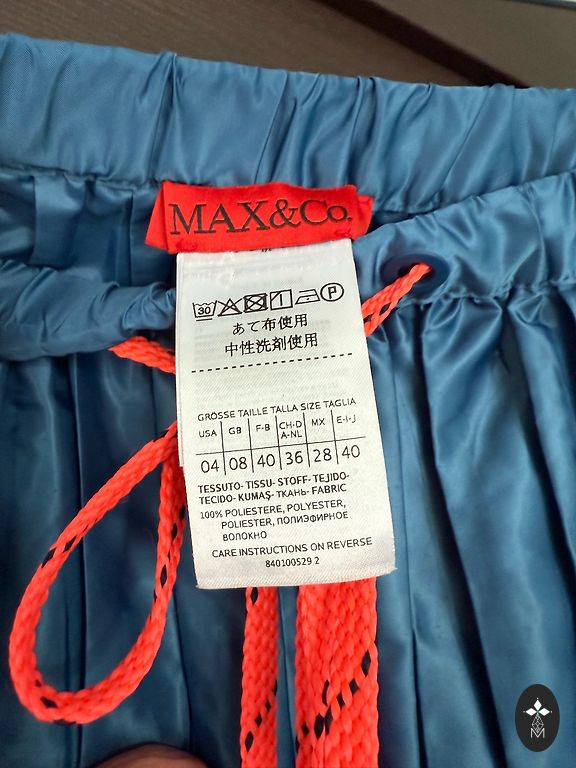 MAX&Co.
30 P
あて布使用
中性洗剤使用
GRÖSSE TAILLE TALLA SIZE TAGLIA
USA GB F-B CH-D A-NL MX E-I-J
04 08 40 36 28 40
TESSUTO- TISSU- STOFF- TEJIDO-
TECIDO- KUMAŞ- ТКАНЬ- FABRIC
100% POLIESTERE, POLYESTER,
POLIESTER, ПОЛИЭФИРНОЕ
ВОЛОКНО
CARE INSTRUCTIONS ON REVERSE
840100529 2
M